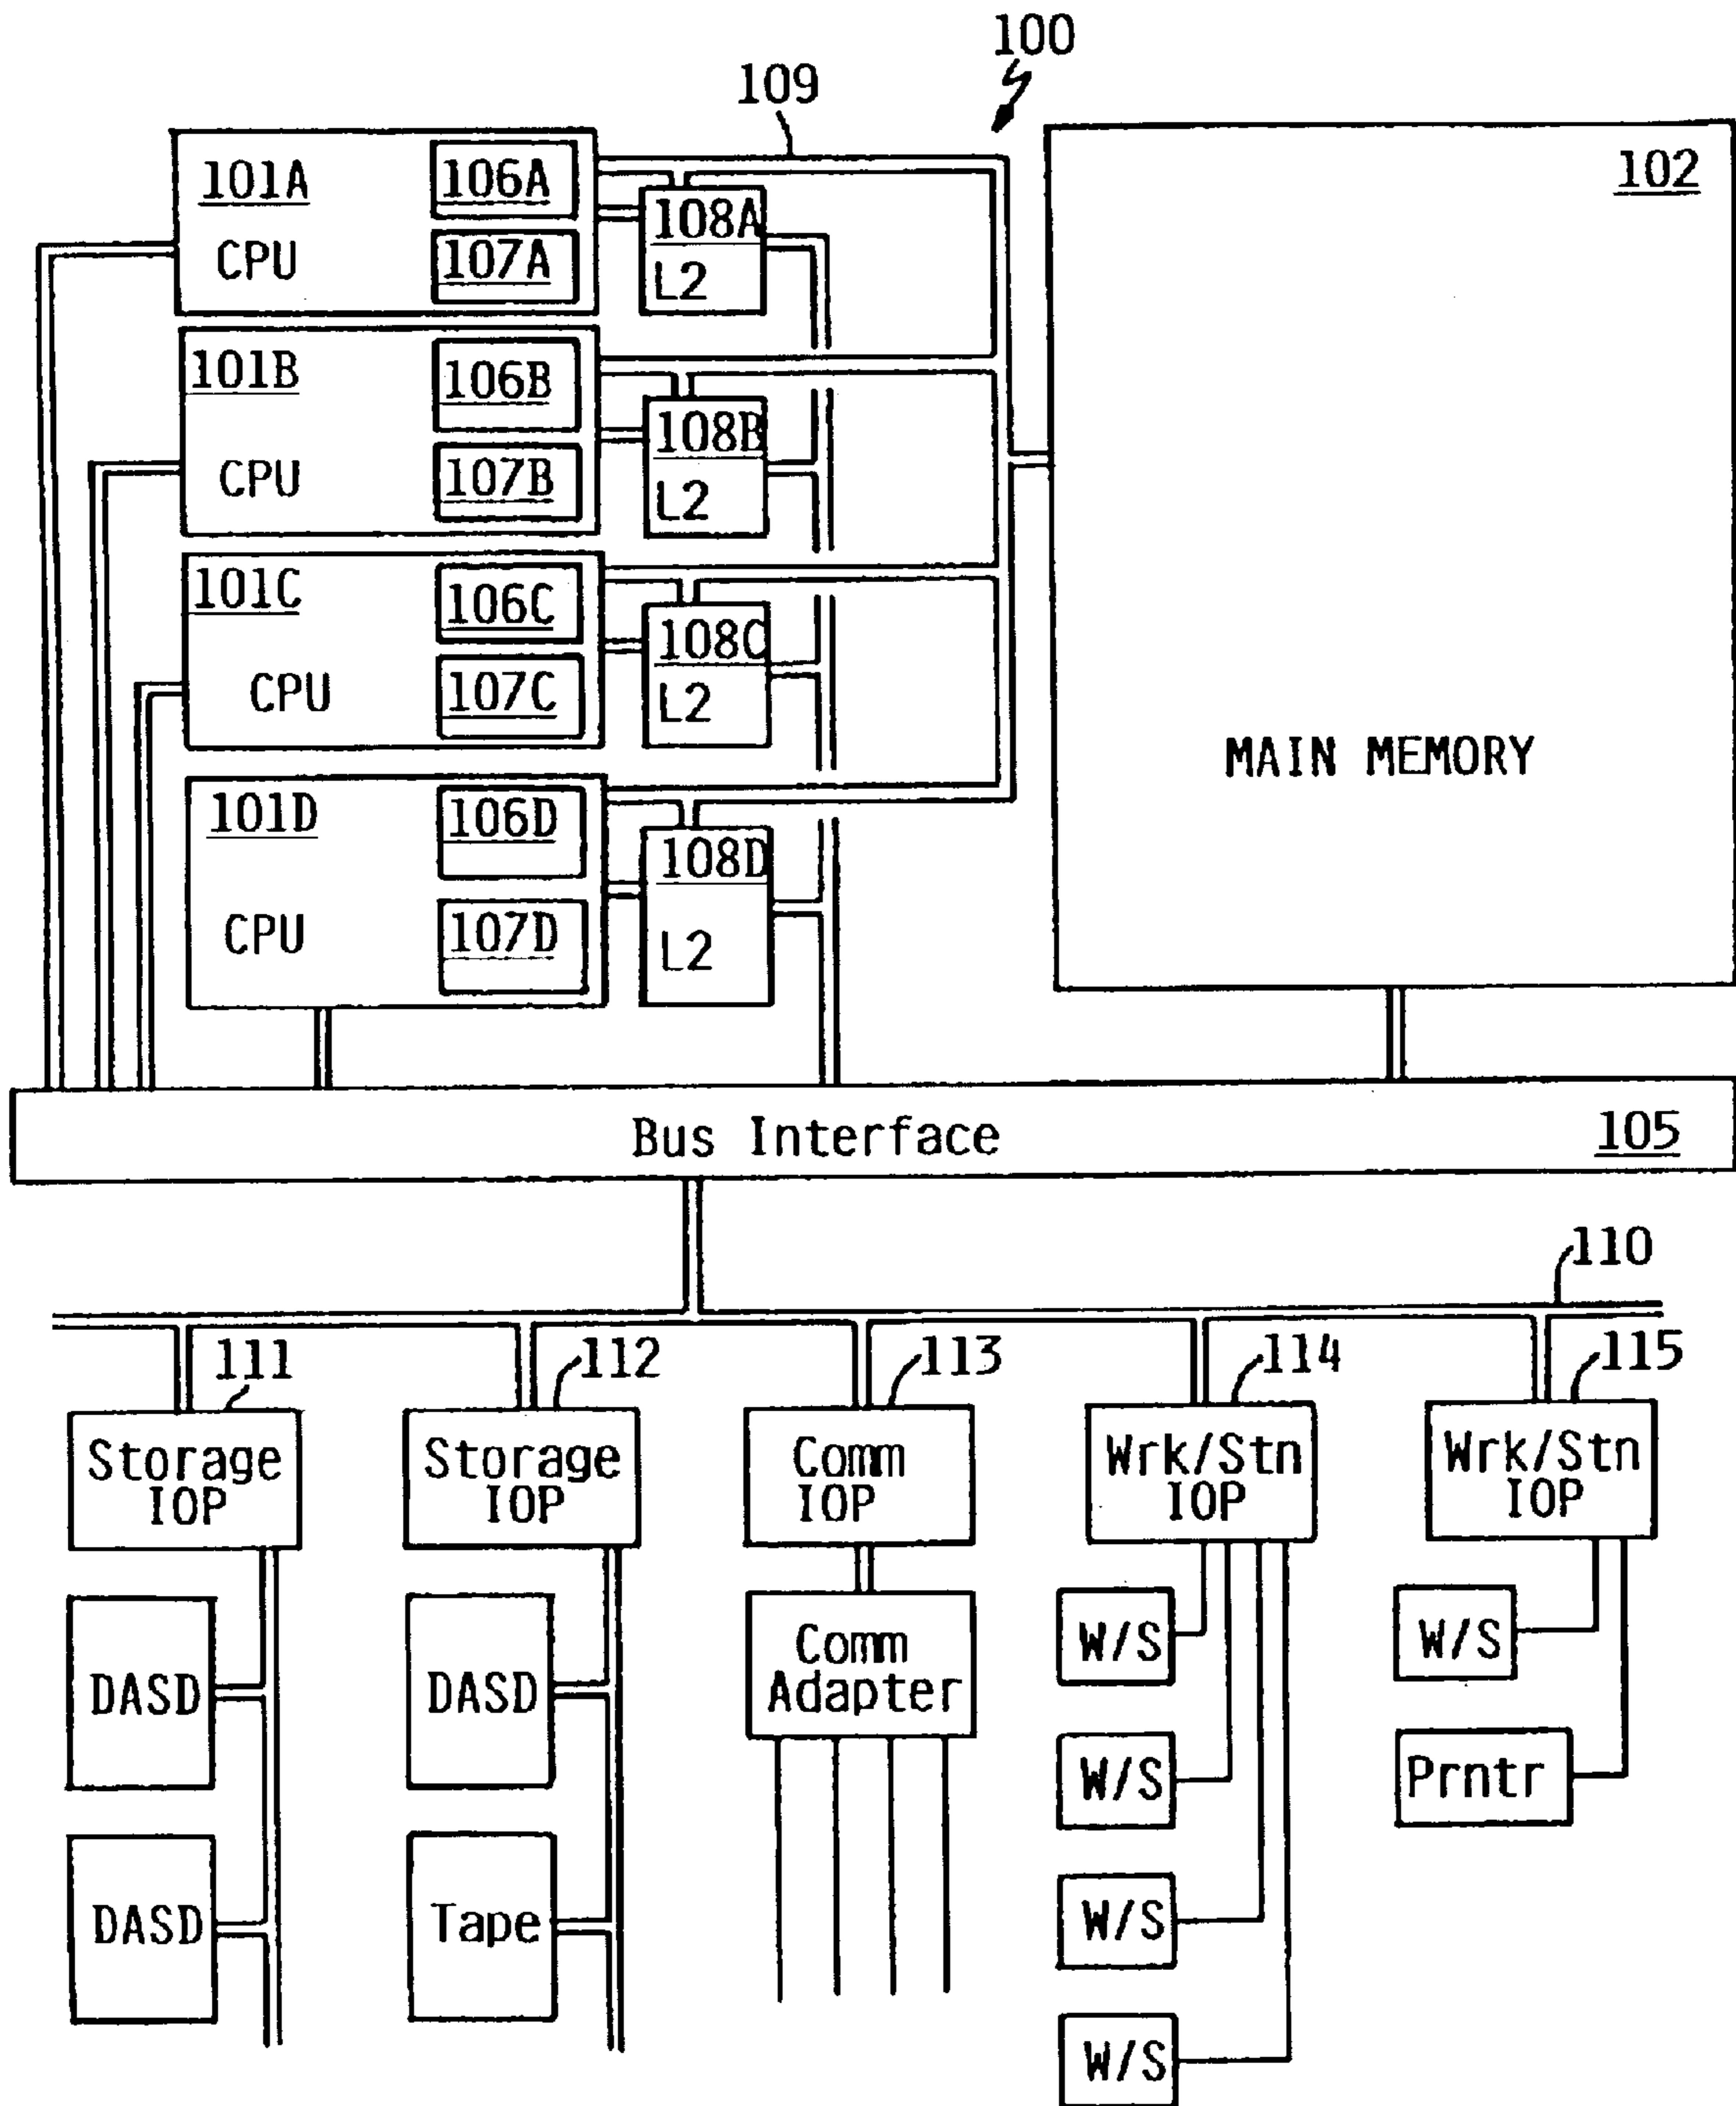 100
109
102
101A
106A
108A
CPU
107A
L2
101B
106B
108B
CPU
107B
L2
101C
106C
108C
CPU
107C
L2
MAIN MEMORY
101D
106D
108D
CPU
107D
L2
Bus Interface
105
110
111
112
113
114
115
Storage
IOP
Storage
IOP
Comm
IOP
Wrk/Stn
IOP
Wrk/Stn
IOP
DASD
DASD
Comm
Adapter
W/S
W/S
W/S
Prntr
DASD
Tape
W/S
W/S